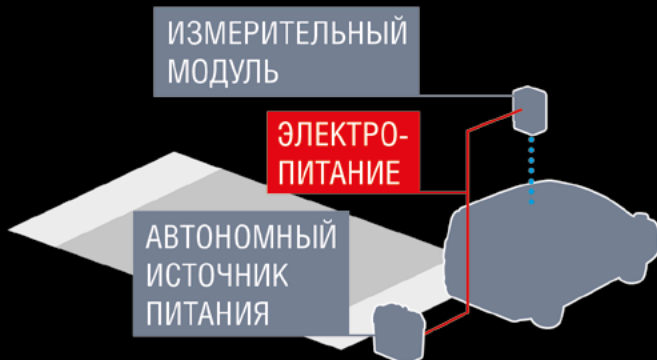 ИЗМЕРИТЕЛЬНЫЙ
МОДУЛЬ
ЭЛЕКТРО-
ПИТАНИЕ
АВТОНОМНЫЙ
ИСТОЧНИК
ПИТАНИЯ